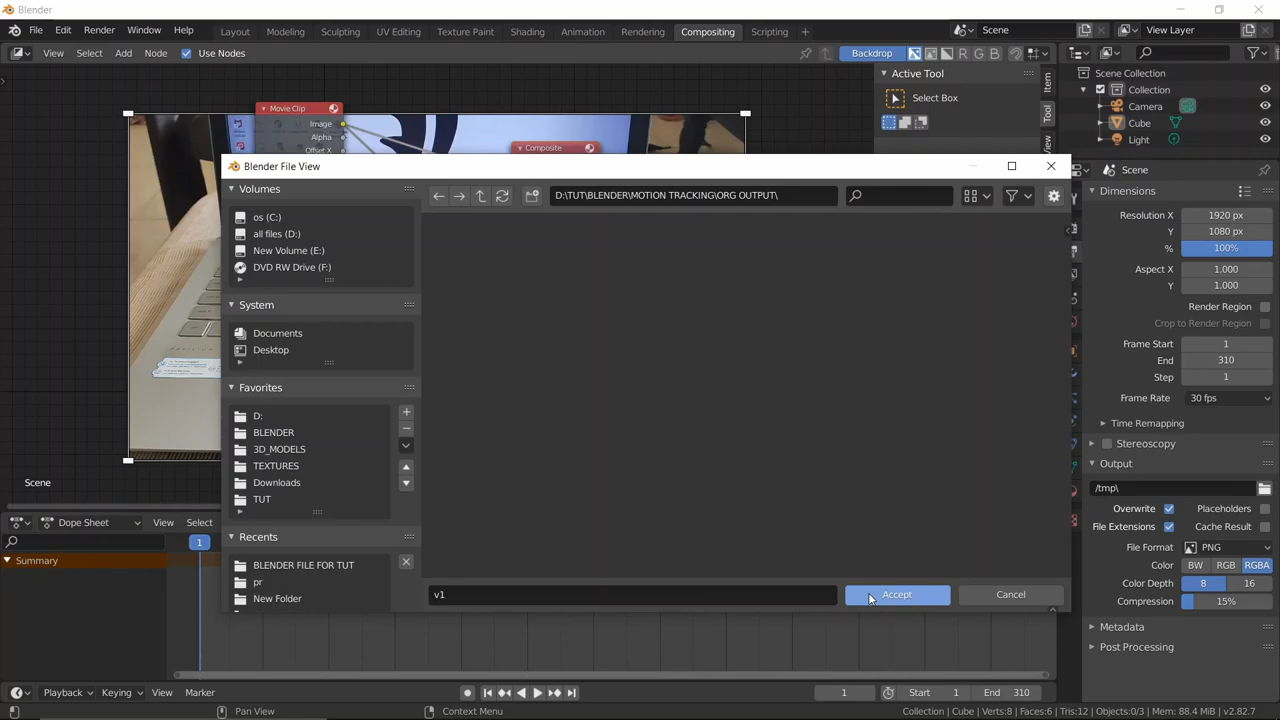 Blender
File Edit Render Window Help Layout Modeling Sculpting UV Editing Texture Paint Shading Animation Rendering Compositing Scripting + Scene View Layer
View Select Add Node Use Nodes Backdrop R G B
Active Tool
Select Box
Item
Tool
View
Scene Collection
Collection
Camera
Cube
Light
Movie Clip
Image
Alpha
Offset X
Composite
Blender File View
Volumes
os (C:)
all files (D:)
New Volume (E:)
DVD RW Drive (F:)
System
Documents
Desktop
Favorites
D:
BLENDER
3D_MODELS
TEXTURES
Downloads
TUT
Recents
BLENDER FILE FOR TUT
pr
New Folder
D:\TUT\BLENDER\MOTION TRACKING\ORG OUTPUT\
v1
Accept
Cancel
Scene
Dimensions
Resolution X 1920 px
Y 1080 px
% 100%
Aspect X 1.000
Y 1.000
Render Region
Crop to Render Region
Frame Start 1
End 310
Step 1
Frame Rate 30 fps
Time Remapping
Stereoscopy
Output
/tmp\
Overwrite Placeholders
File Extensions Cache Result
File Format PNG
Color BW RGB RGBA
Color Depth 8 16
Compression 15%
Metadata
Post Processing
Scene
Dope Sheet View Select
1
Summary
Playback Keying View Marker 1 Start 1 End 310
Pan View Context Menu Collection | Cube | Verts:8 | Faces:6 | Tris:12 | Objects:0/3 | Mem: 88.4 MiB | v2.82.7